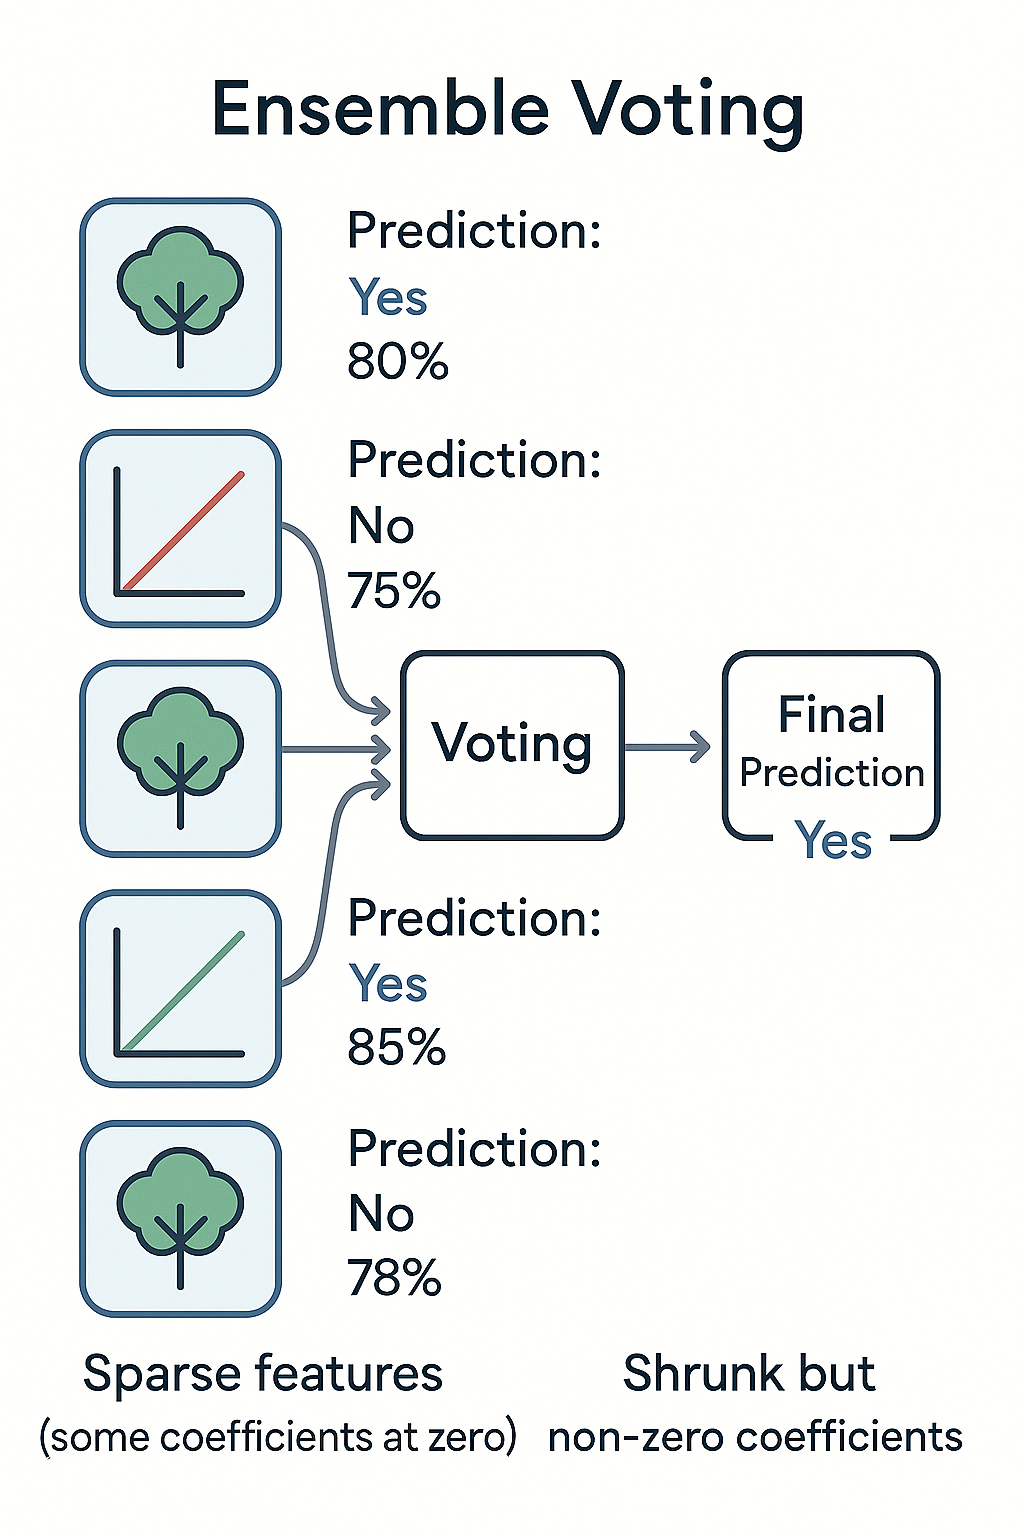 Ensemble Voting
Prediction:
Yes
80%
Prediction:
No
75%
Voting
Final
Prediction
Yes
Prediction:
Yes
85%
Prediction:
No
78%
Sparse features
(some coefficients at zero)
Shrunk but
non-zero coefficients